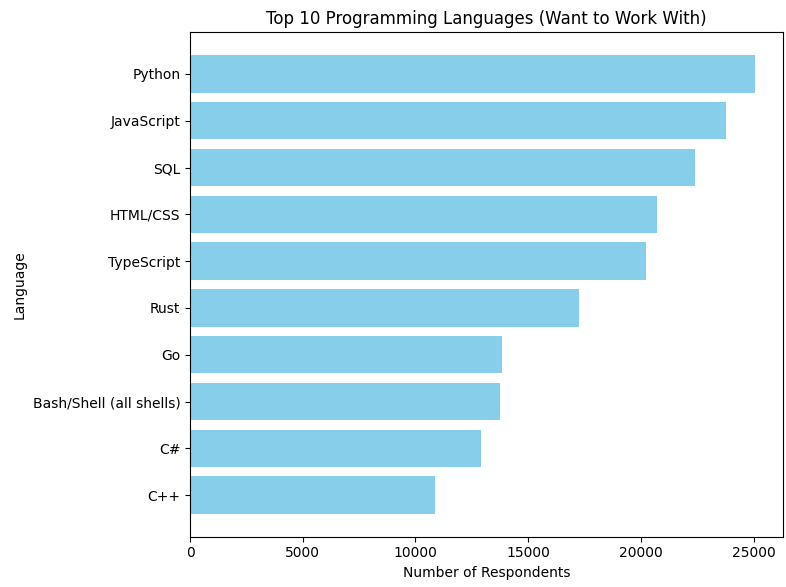 Top 10 Programming Languages (Want to Work With)
Python
JavaScript
SQL
HTML/CSS
TypeScript
Rust
Go
Bash/Shell (all shells)
C#
C++
Language
0 5000 10000 15000 20000 25000
Number of Respondents